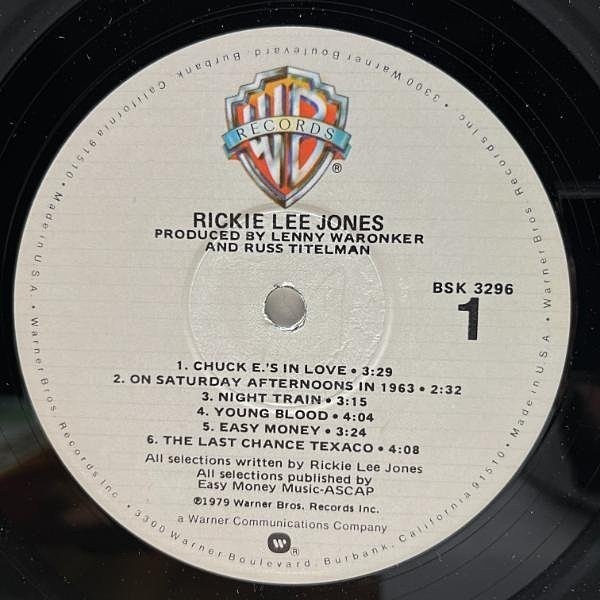 WB
RECORDS
®
RICKIE LEE JONES
PRODUCED BY LENNY WARONKER
AND RUSS TITELMAN
BSK 3296
1
1. CHUCK E.'S IN LOVE • 3:29
2. ON SATURDAY AFTERNOONS IN 1963 • 2:32
3. NIGHT TRAIN • 3:15
4. YOUNG BLOOD • 4:04
5. EASY MONEY • 3:24
6. THE LAST CHANCE TEXACO • 4:08
All selections written by Rickie Lee Jones
All selections published by
Easy Money Music-ASCAP
℗1979 Warner Bros. Records Inc.
a Warner Communications Company
W ®
Warner Bros Records Inc. • 3300 Warner Boulevard, Burbank, California 91510 • Made in U.S.A. •
Warner Bros Records Inc. • 3300 Warner Boulevard, Burbank, California 91510 • Made in U.S.A. •